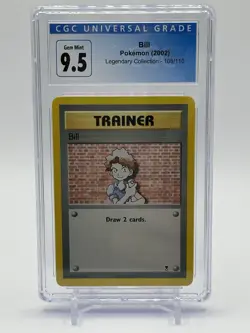 CGC UNIVERSAL GRADE
Gem Mint
9.5
Bill
Pokémon (2002)
Legendary Collection - 108/110
TRAINER
Bill
Draw 2 cards.